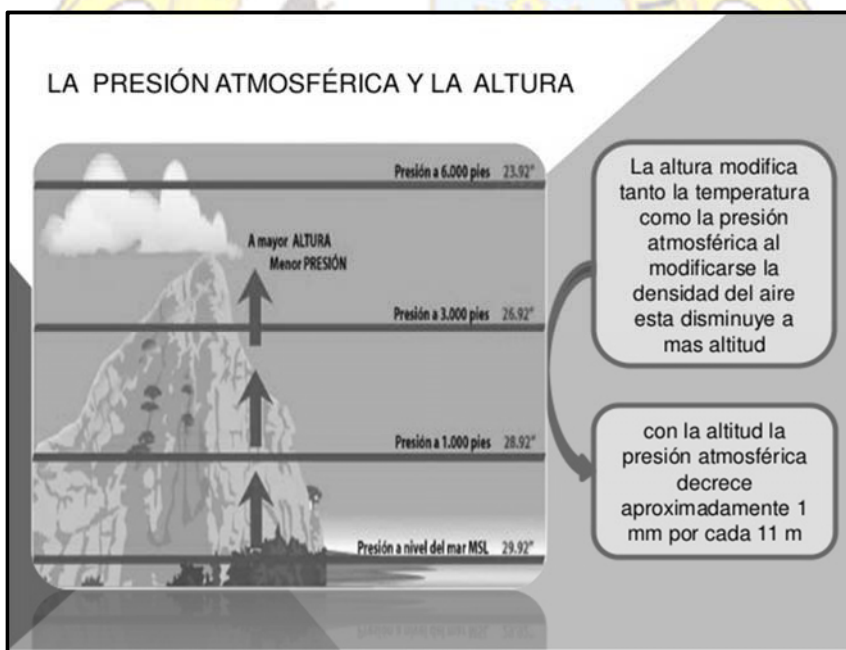 LA PRESIÓN ATMOSFÉRICA Y LA ALTURA
Presión a 6.000 pies 23.92"
A mayor ALTURA
Menor PRESIÓN
Presión a 3.000 pies 26.92"
Presión a 1.000 pies 28.92"
Presión a nivel del mar MSL 29.92"
La altura modifica
tanto la temperatura
como la presión
atmosférica al
modificarse la
densidad del aire
esta disminuye a
mas altitud
con la altitud la
presión atmosférica
decrece
aproximadamente 1
mm por cada 11 m